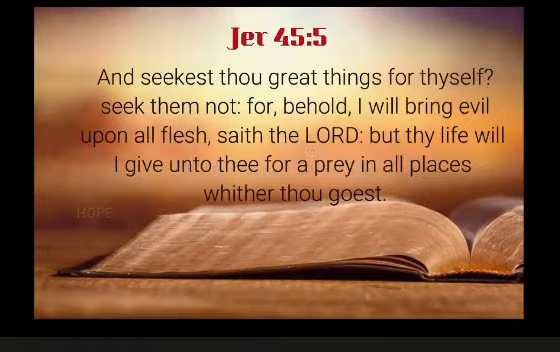 Jer 45:5
And seekest thou great things for thyself?
seek them not: for, behold, I will bring evil
upon all flesh, saith the LORD: but thy life will
I give unto thee for a prey in all places
whither thou goest.
HOPE